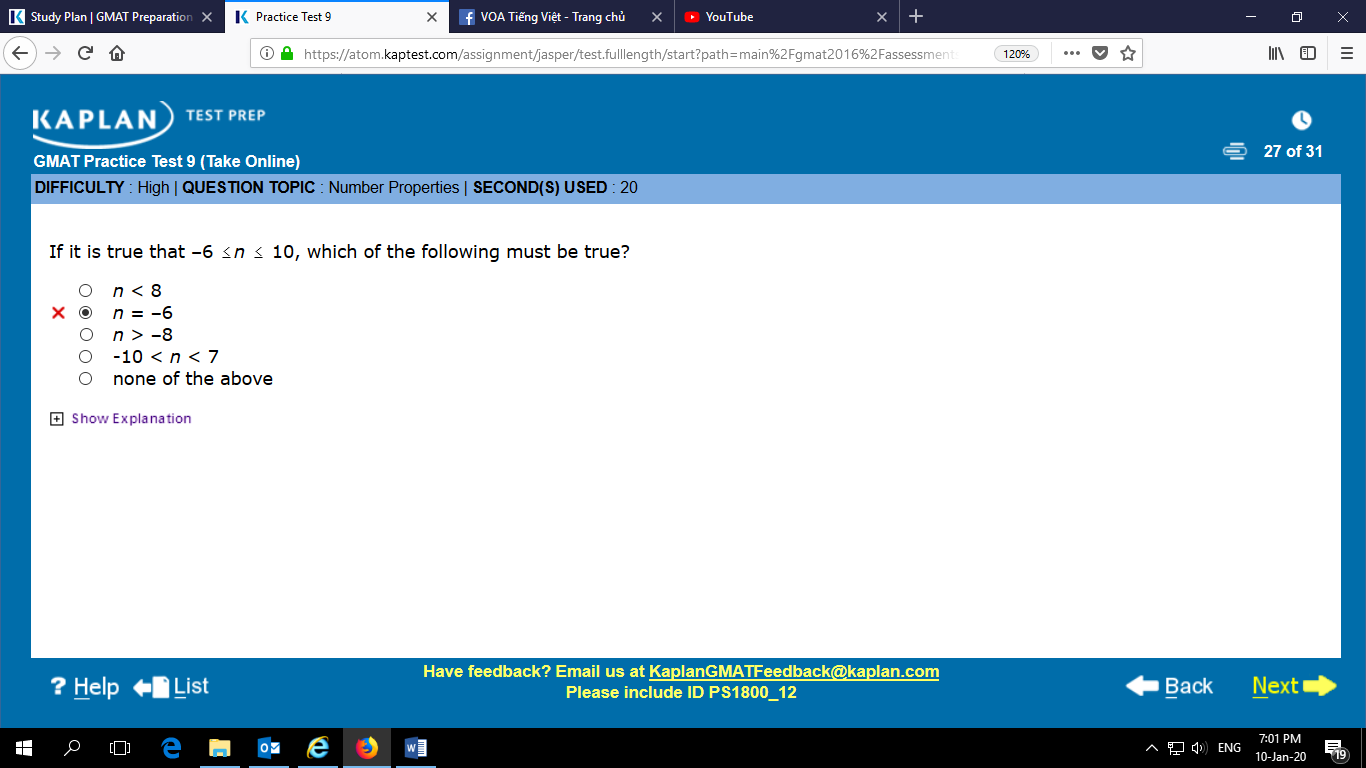 Study Plan | GMAT Preparation
Practice Test 9
VOA Tiếng Việt - Trang chủ
YouTube
https://atom.kaptest.com/assignment/jasper/test.fulllength/start?path=main%2Fgmat2016%2Fassessment
120%
KAPLAN TEST PREP
GMAT Practice Test 9 (Take Online)
27 of 31
DIFFICULTY : High | QUESTION TOPIC : Number Properties | SECOND(S) USED : 20
If it is true that –6 ≤n ≤ 10, which of the following must be true?
n < 8
n = –6
n > –8
-10 < n < 7
none of the above
Show Explanation
Have feedback? Email us at KaplanGMATFeedback@kaplan.com
Please include ID PS1800_12
? Help
List
Back
Next
ENG
7:01 PM
10-Jan-20
19